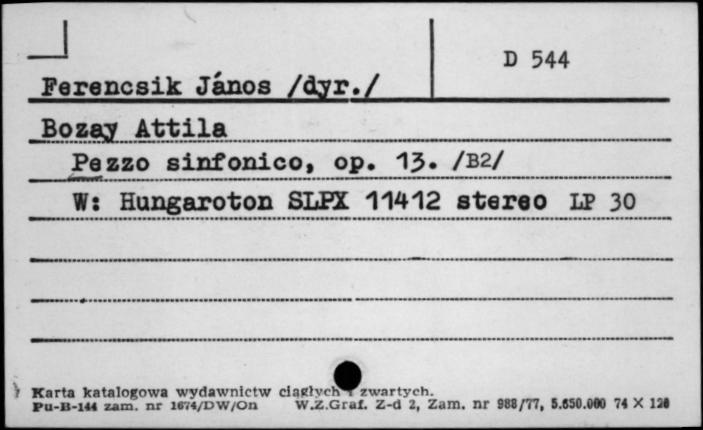 D 544
Ferencsik János /dyr./
Bozay Attila
Pezzo sinfonico, op. 13. /B2/
W: Hungaroton SLPX 11412 stereo LP 30
Karta katalogowa wydawnictw ciągłych i zwartych.
Pu-B-144 zam. nr 1674/DW/On W.Z.Graf. Z-d 2, Zam. nr 988/77, 5.650.000 74 X 126